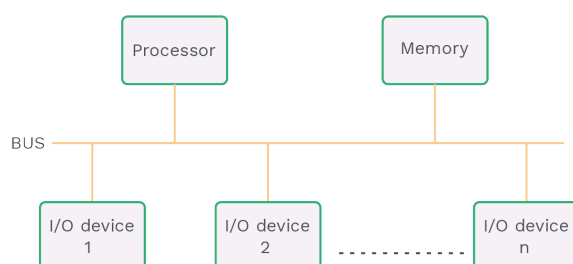 Processor
Memory
BUS
I/O device
1
I/O device
2
I/O device
n